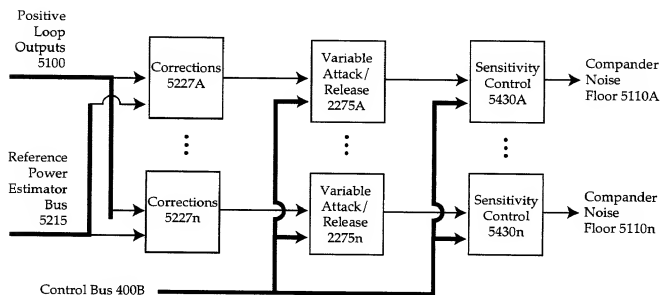 Positive
Loop
Outputs
5100
Corrections
5227A
Variable
Attack/
Release
2275A
Sensitivity
Control
5430A
Compander
Noise
Floor 5110A
Reference
Power
Estimator
Bus
5215
Corrections
5227n
Variable
Attack/
Release
2275n
Sensitivity
Control
5430n
Compander
Noise
Floor 5110n
Control Bus 400B